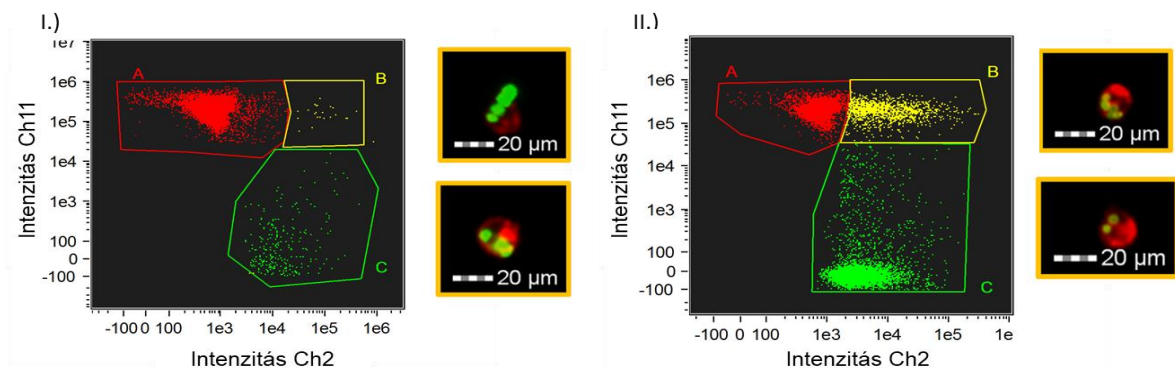 I.)
1e7
1e6
1e5
1e4
1e3
100
0
-100
A
B
C
-100 0 100 1e3 1e4 1e5 1e6
Intenzitás Ch11
Intenzitás Ch2
20 µm
20 µm
II.)
1e6
1e5
1e4
1e3
100
0
-100
A
B
C
-100 0 100 1e3 1e4 1e5 1e
Intenzitás Ch11
Intenzitás Ch2
20 µm
20 µm